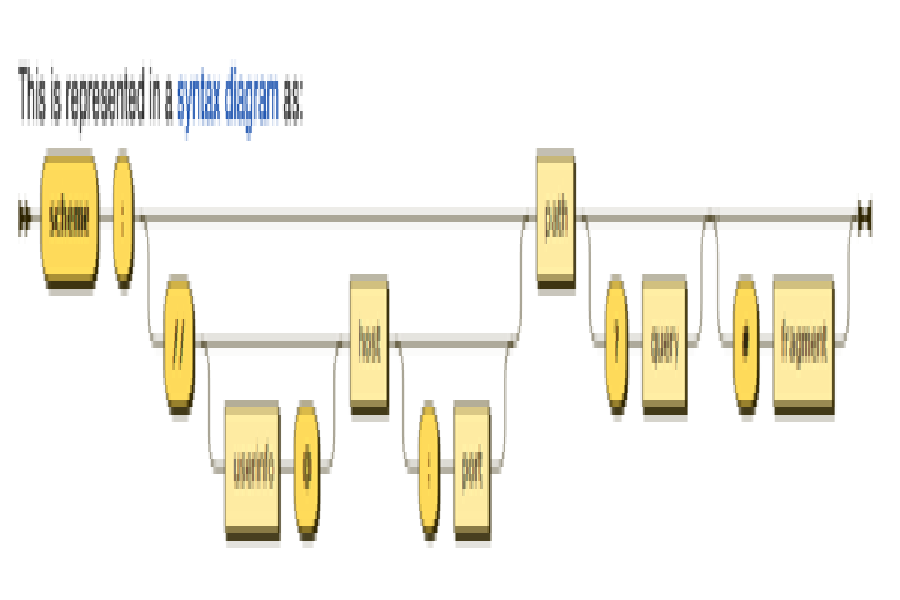 This is represented in a syntax diagram as:
scheme : path
// host ? query # fragment
userinfo @ : port